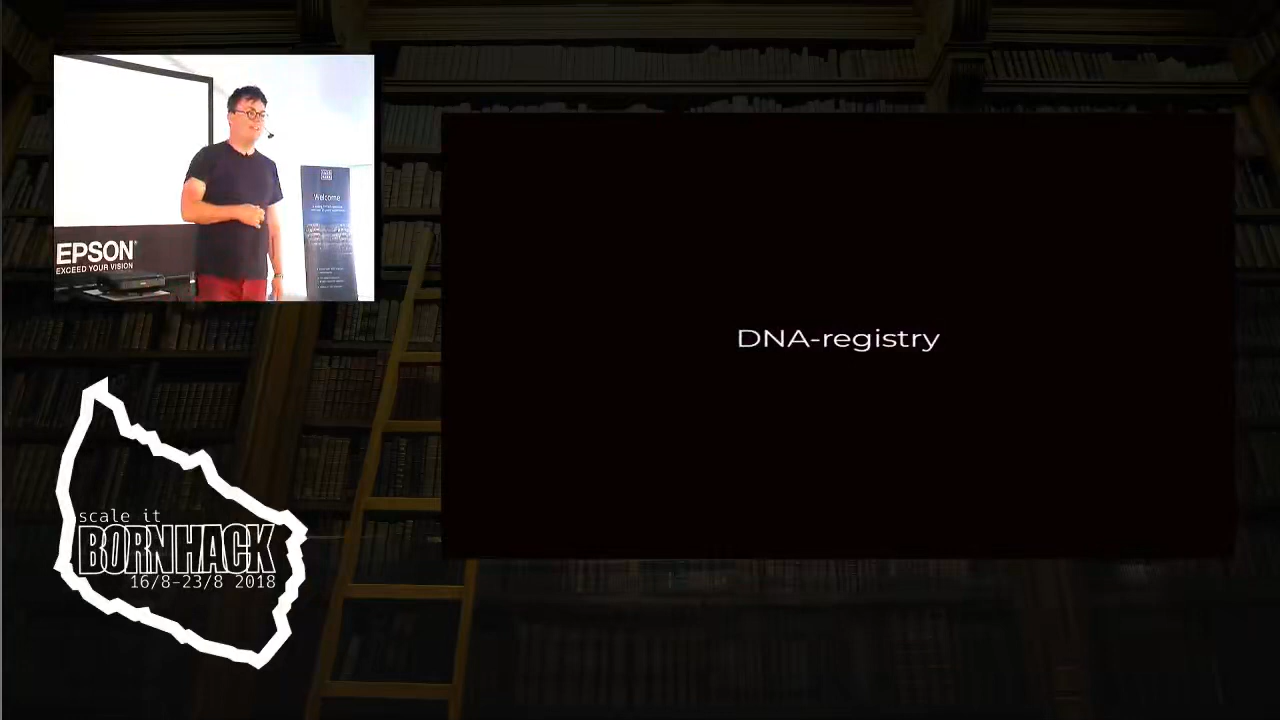 Welcome
EPSON
EXCEED YOUR VISION
DNA-registry
scale it
BORNHACK
16/8-23/8 2018